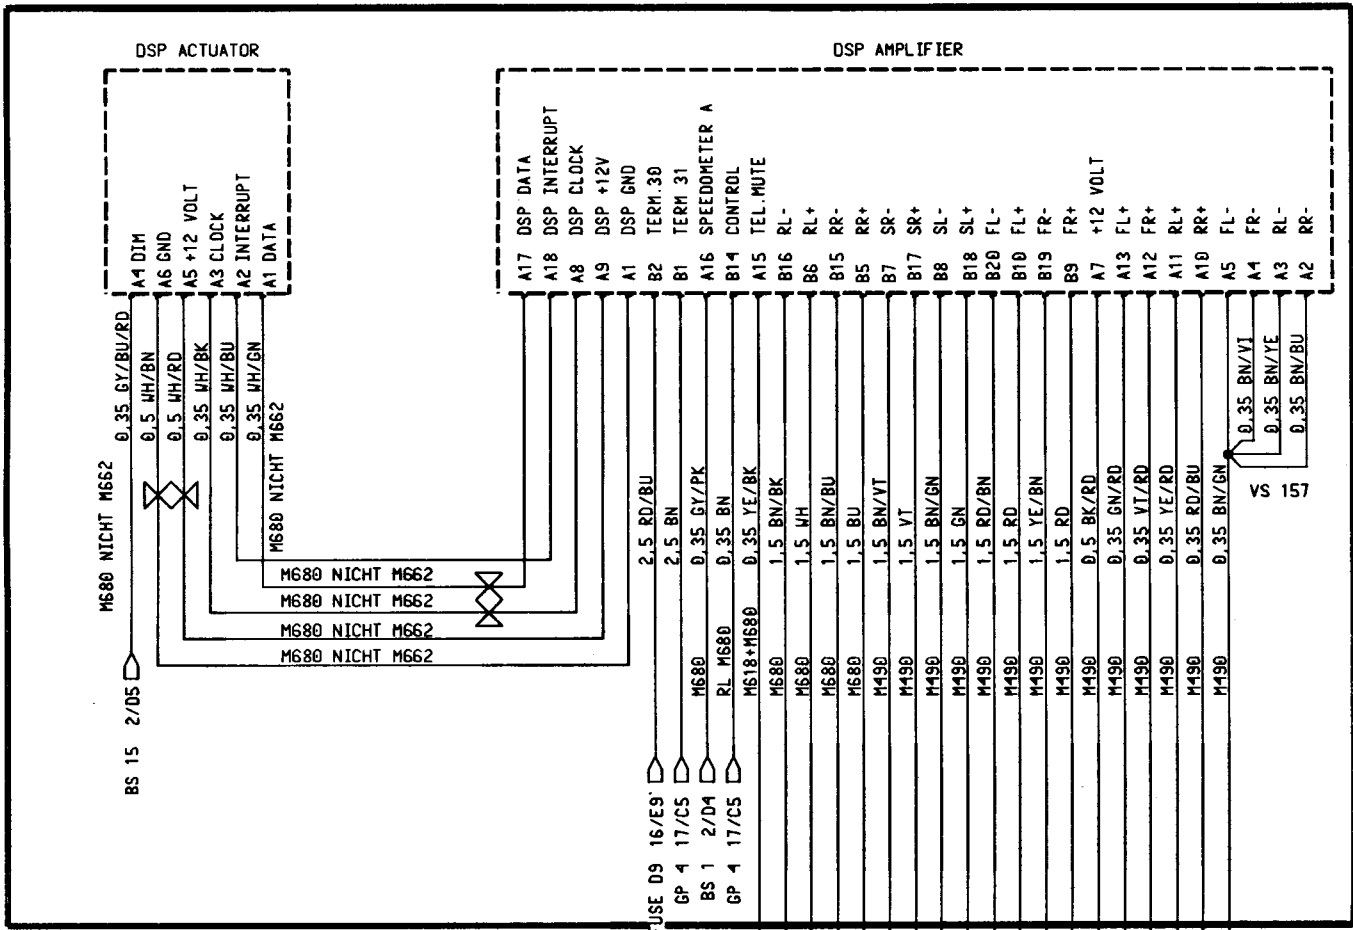 DSP ACTUATOR
DSP AMPLIFIER
A4 DIM
A6 GND
A5 +12 VOLT
A3 CLOCK
A2 INTERRUPT
A1 DATA
A17 DSP DATA
A18 DSP INTERRUPT
A8 DSP CLOCK
A9 DSP +12V
A1 DSP GND
B2 TERM.30
B1 TERM 31
A16 SPEEDOMETER A
B14 CONTROL
A15 TEL.MUTE
B16 RL-
B6 RL+
B15 RR-
B5 RR+
B7 SR-
B17 SR+
B8 SL-
B18 SL+
B20 FL-
B10 FL+
B19 FR-
B9 FR+
A7 +12 VOLT
A13 FL+
A12 FR+
A11 RL+
A10 RR+
A5 FL-
A4 FR-
A3 RL-
A2 RR-
0,35 GY/BU/RD
0,5 WH/BN
0,5 WH/RD
0,35 WH/BK
0,35 WH/BU
0,35 WH/GN
M680 NICHT M662
M680 NICHT M662
0,35 BN/VI
0,35 BN/YE
0,35 BN/BU
VS 157
2,5 RD/BU
2,5 BN
0,35 GY/PK
0,35 BN
0,35 YE/BK
1,5 BN/BK
1,5 WH
1,5 BN/BU
1,5 BU
1,5 BN/VT
1,5 VT
1,5 BN/GN
1,5 GN
1,5 RD/BN
1,5 RD
1,5 YE/BN
1,5 RD
0,5 BK/RD
0,35 GN/RD
0,35 VT/RD
0,35 YE/RD
0,35 RD/BU
0,35 BN/GN
M680 NICHT M662
M680 NICHT M662
M680 NICHT M662
M680 NICHT M662
M680
RL M680
M618+M680
M680
M680
M680
M680
M490
M490
M490
M490
M490
M490
M490
M490
M490
M490
M490
M490
M490
M490
BS 15 2/D5
USE D9 16/E9
GP 4 17/C5
BS 1 2/D4
GP 4 17/C5